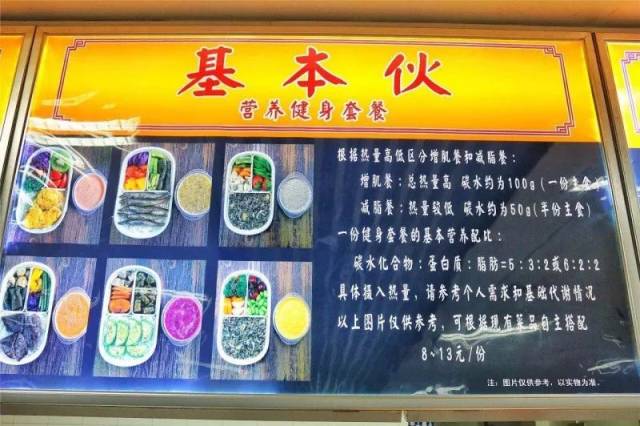 基本伙
营养健身套餐
根据热量高低区分增肌餐和减脂餐：
增肌餐：总热量高 碳水约为100g(一份主食)
减脂餐：热量较低 碳水约为50g(半份主食)
一份健身套餐的基本营养配比：
碳水化合物：蛋白质：脂肪=5：3：2或6：2：2
具体摄入热量，请参考个人需求和基础代谢情况
以上图片仅供参考，可根据现有菜品自主搭配
8~13元/份
注：图片仅供参考，以实物为准。